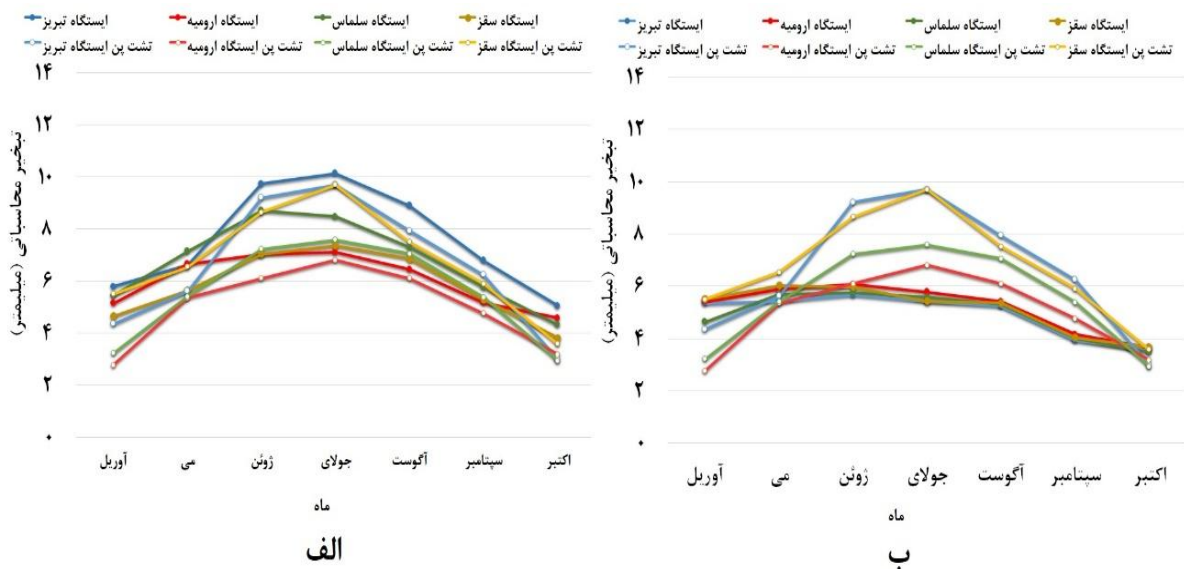 ایستگاه تبریز ایستگاه ارومیه ایستگاه سلماس ایستگاه سقز
تشت پن ایستگاه تبریز تشت پن ایستگاه ارومیه تشت پن ایستگاه سلماس تشت پن ایستگاه سقز
۱۴
۱۲
۱۰
۸
۶
۴
۲
۰
تبخیر محاسباتی (میلیمتر)
آوریل می ژوئن جولای آگوست سپتامبر اکتبر
ماه
الف
ایستگاه تبریز ایستگاه ارومیه ایستگاه سلماس ایستگاه سقز
تشت پن ایستگاه تبریز تشت پن ایستگاه ارومیه تشت پن ایستگاه سلماس تشت پن ایستگاه سقز
۱۴
۱۲
۱۰
۸
۶
۴
۲
۰
تبخیر محاسباتی (میلیمتر)
آوریل می ژوئن جولای آگوست سپتامبر اکتبر
ماه
ب